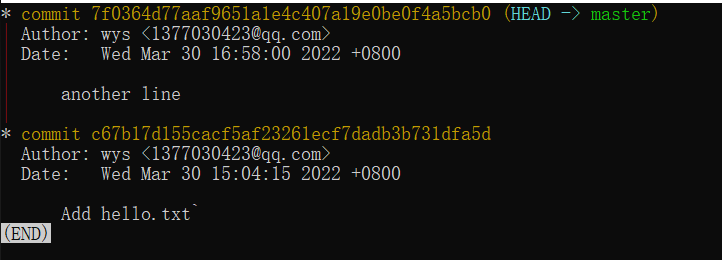 * commit 7f0364d77aaf9651a1e4c407a19e0be0f4a5bcb0 (HEAD -> master)
Author: wys <1377030423@qq.com>
Date:   Wed Mar 30 16:58:00 2022 +0800
another line
* commit c67b17d155cacf5af23261ecf7dadb3b731dfa5d
Author: wys <1377030423@qq.com>
Date:   Wed Mar 30 15:04:15 2022 +0800
Add hello.txt`
(END)